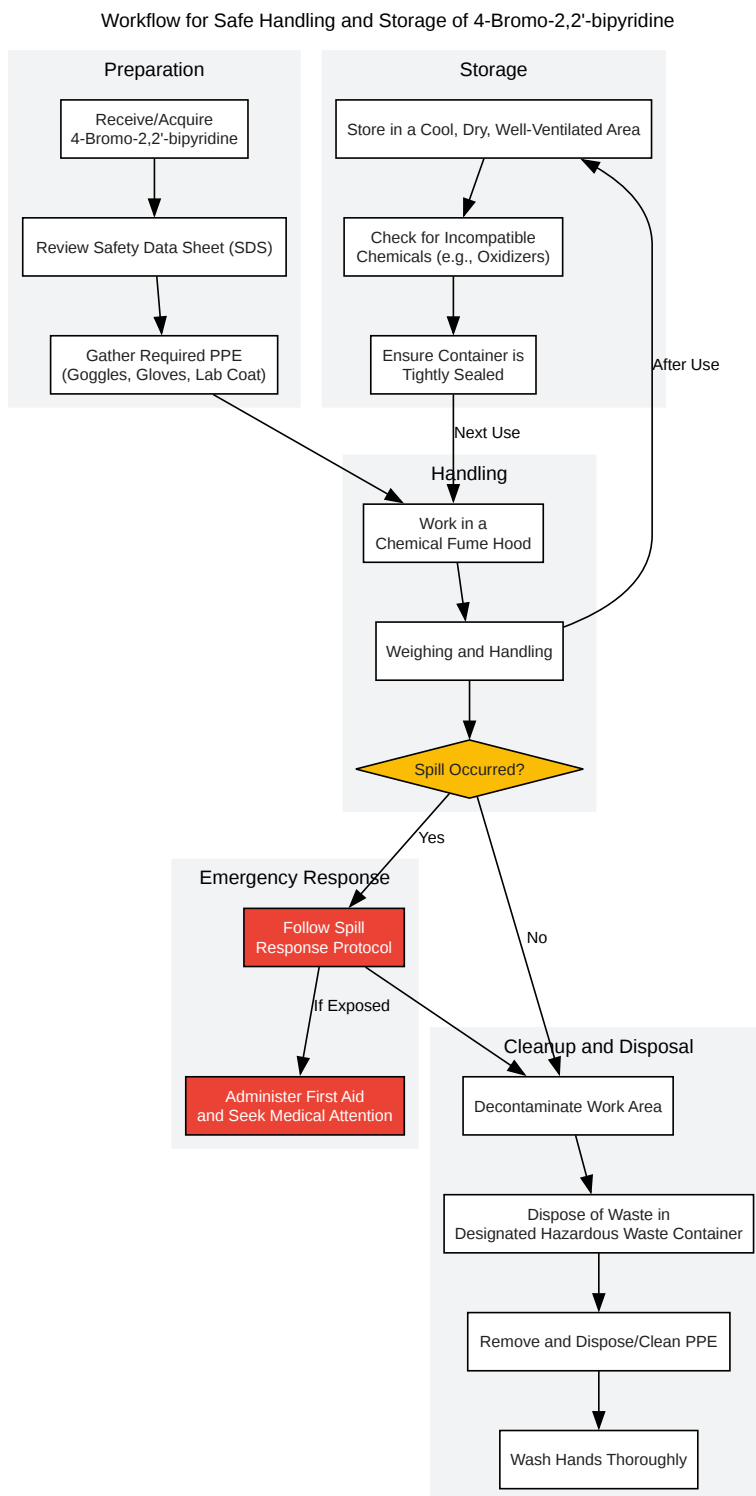 Workflow for Safe Handling and Storage of 4-Bromo-2,2'-bipyridine
Preparation
Receive/Acquire
4-Bromo-2,2'-bipyridine
Review Safety Data Sheet (SDS)
Gather Required PPE
(Goggles, Gloves, Lab Coat)
Storage
Store in a Cool, Dry, Well-Ventilated Area
Check for Incompatible
Chemicals (e.g., Oxidizers)
Ensure Container is
Tightly Sealed
After Use
Next Use
Handling
Work in a
Chemical Fume Hood
Weighing and Handling
Spill Occurred?
Yes
No
Emergency Response
Follow Spill
Response Protocol
If Exposed
Administer First Aid
and Seek Medical Attention
Cleanup and Disposal
Decontaminate Work Area
Dispose of Waste in
Designated Hazardous Waste Container
Remove and Dispose/Clean PPE
Wash Hands Thoroughly